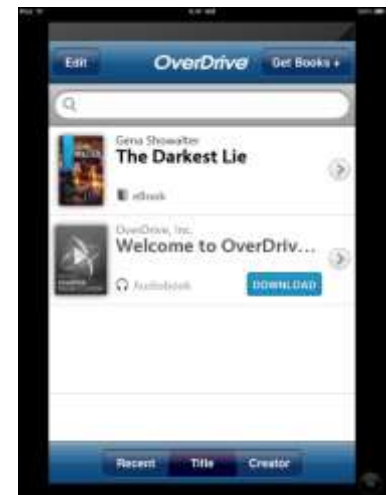 Edit OverDrive Get Books +
Gena Showalter
The Darkest Lie
eBook
OverDrive, Inc.
Welcome to OverDriv...
Audiobook DOWNLOAD
Recent Title Creator